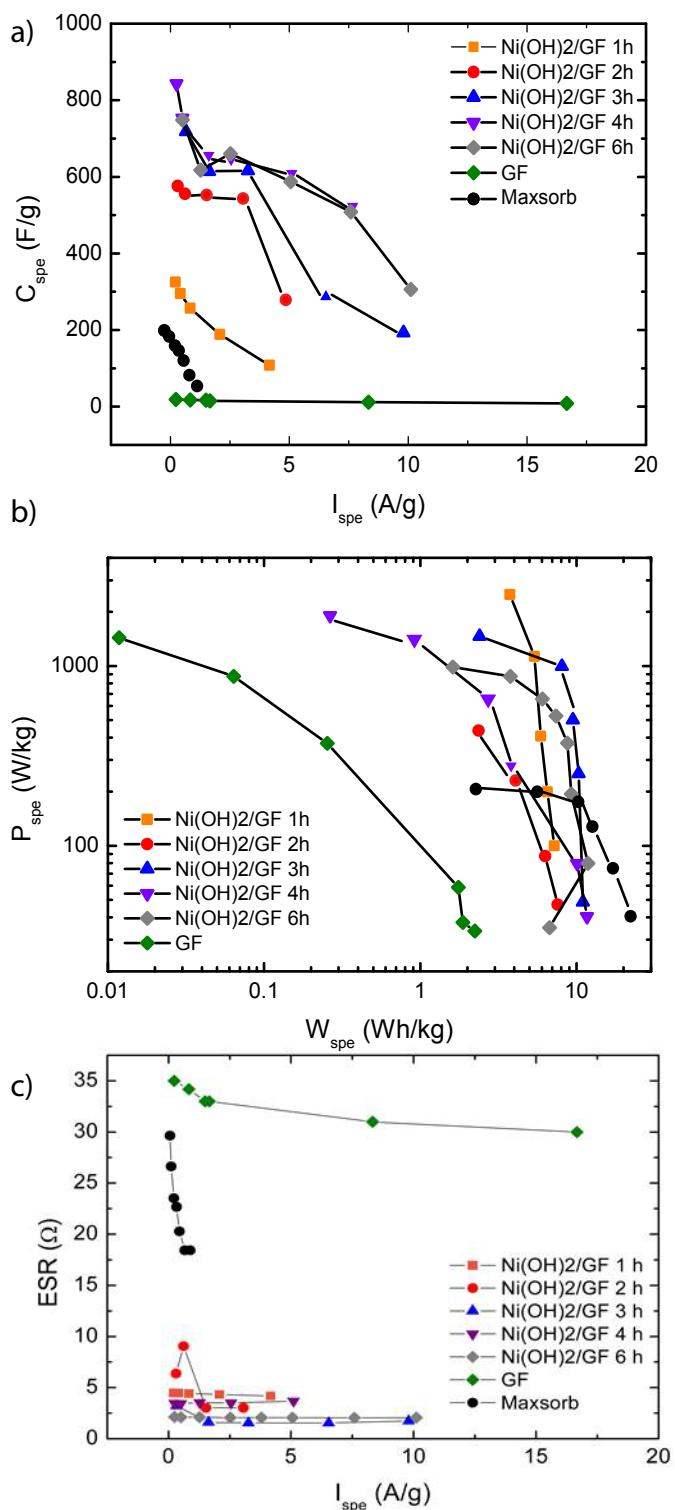 a)
1000
800
600
400
200
0
C_spe (F/g)
Ni(OH)2/GF 1h
Ni(OH)2/GF 2h
Ni(OH)2/GF 3h
Ni(OH)2/GF 4h
Ni(OH)2/GF 6h
GF
Maxsorb
0 5 10 15 20
I_spe (A/g)
b)
1000
100
P_spe (W/kg)
Ni(OH)2/GF 1h
Ni(OH)2/GF 2h
Ni(OH)2/GF 3h
Ni(OH)2/GF 4h
Ni(OH)2/GF 6h
GF
0.01 0.1 1 10
W_spe (Wh/kg)
c)
35
30
25
20
15
10
5
0
ESR (Ω)
Ni(OH)2/GF 1 h
Ni(OH)2/GF 2 h
Ni(OH)2/GF 3 h
Ni(OH)2/GF 4 h
Ni(OH)2/GF 6 h
GF
Maxsorb
0 5 10 15 20
I_spe (A/g)